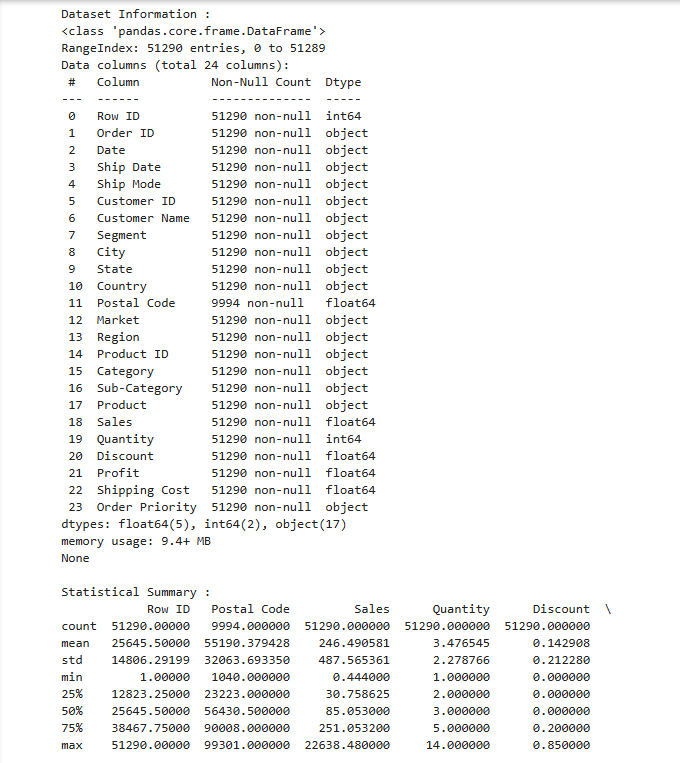 Dataset Information :
<class 'pandas.core.frame.DataFrame'>
RangeIndex: 51290 entries, 0 to 51289
Data columns (total 24 columns):
 #   Column          Non-Null Count  Dtype
---  ------          --------------  -----
 0   Row ID          51290 non-null  int64
 1   Order ID        51290 non-null  object
 2   Date            51290 non-null  object
 3   Ship Date       51290 non-null  object
 4   Ship Mode       51290 non-null  object
 5   Customer ID     51290 non-null  object
 6   Customer Name   51290 non-null  object
 7   Segment         51290 non-null  object
 8   City            51290 non-null  object
 9   State           51290 non-null  object
 10  Country         51290 non-null  object
 11  Postal Code     9994 non-null   float64
 12  Market          51290 non-null  object
 13  Region          51290 non-null  object
 14  Product ID      51290 non-null  object
 15  Category        51290 non-null  object
 16  Sub-Category    51290 non-null  object
 17  Product         51290 non-null  object
 18  Sales           51290 non-null  float64
 19  Quantity        51290 non-null  int64
 20  Discount        51290 non-null  float64
 21  Profit          51290 non-null  float64
 22  Shipping Cost   51290 non-null  float64
 23  Order Priority  51290 non-null  object
dtypes: float64(5), int64(2), object(17)
memory usage: 9.4+ MB
None

Statistical Summary :
            Row ID   Postal Code         Sales      Quantity      Discount  \
count  51290.00000   9994.000000  51290.000000  51290.000000  51290.000000
mean   25645.50000  55190.379428    246.490581      3.476545      0.142908
std    14806.29199  32063.693350    487.565361      2.278766      0.212280
min        1.00000   1040.000000      0.444000      1.000000      0.000000
25%    12823.25000  23223.000000     30.758625      2.000000      0.000000
50%    25645.50000  56430.500000     85.053000      3.000000      0.000000
75%    38467.75000  90008.000000    251.053200      5.000000      0.200000
max    51290.00000  99301.000000  22638.480000     14.000000      0.850000